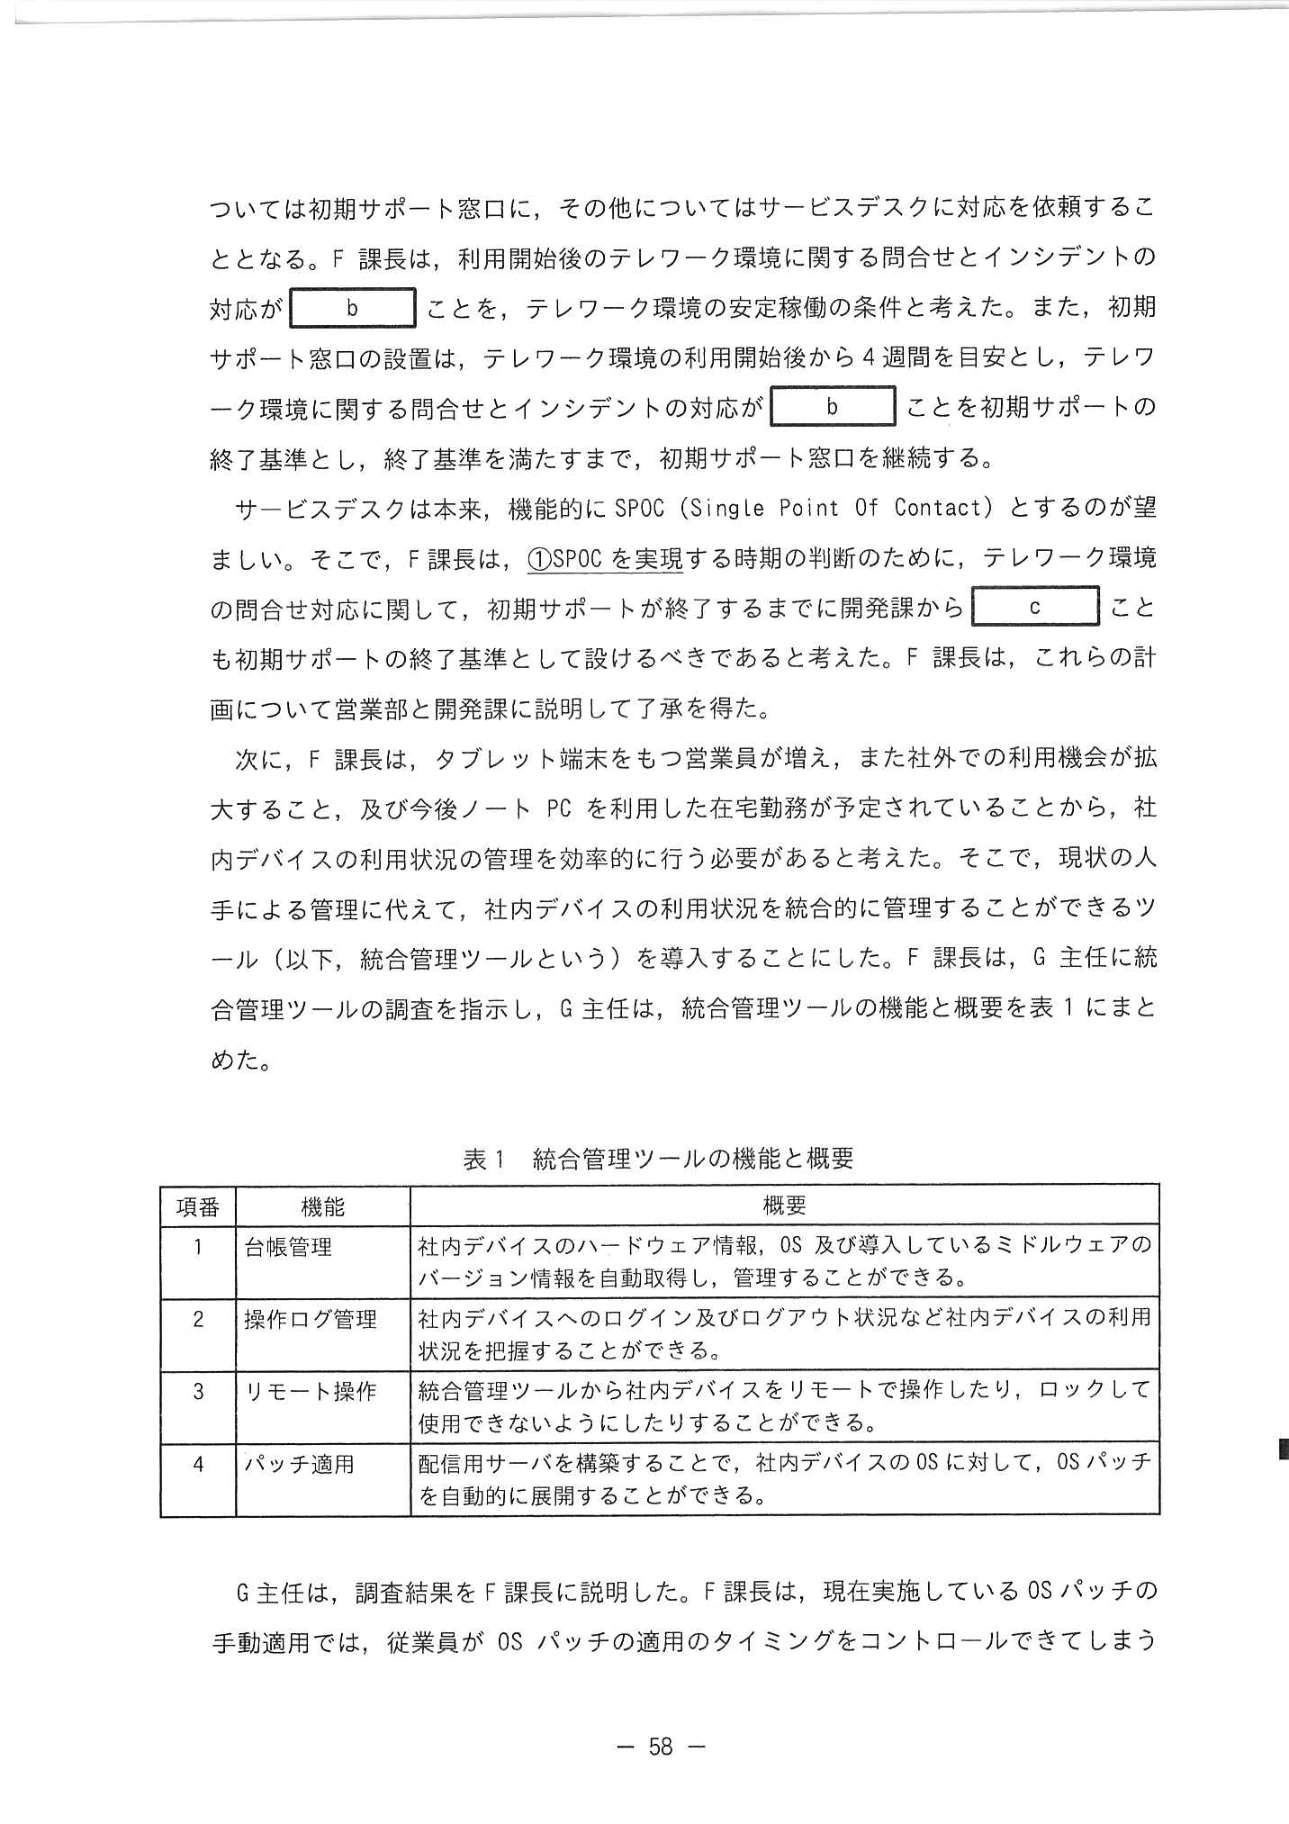 ついては初期サポート窓口に，その他についてはサービスデスクに対応を依頼するこ
ととなる。F 課長は，利用開始後のテレワーク環境に関する問合せとインシデントの
対応が b ことを，テレワーク環境の安定稼働の条件と考えた。また，初期
サポート窓口の設置は，テレワーク環境の利用開始後から 4 週間を目安とし，テレワ
ーク環境に関する問合せとインシデントの対応が b ことを初期サポートの
終了基準とし，終了基準を満たすまで，初期サポート窓口を継続する。
サービスデスクは本来，機能的に SPOC（Single Point Of Contact）とするのが望
ましい。そこで，F 課長は，①SPOC を実現する時期の判断のために，テレワーク環境
の問合せ対応に関して，初期サポートが終了するまでに開発課から c こと
も初期サポートの終了基準として設けるべきであると考えた。F 課長は，これらの計
画について営業部と開発課に説明して了承を得た。
次に，F 課長は，タブレット端末をもつ営業員が増え，また社外での利用機会が拡
大すること，及び今後ノート PC を利用した在宅勤務が予定されていることから，社
内デバイスの利用状況の管理を効率的に行う必要があると考えた。そこで，現状の人
手による管理に代えて，社内デバイスの利用状況を統合的に管理することができるツ
ール（以下，統合管理ツールという）を導入することにした。F 課長は，G 主任に統
合管理ツールの調査を指示し，G 主任は，統合管理ツールの機能と概要を表 1 にまと
めた。
表 1 統合管理ツールの機能と概要
項番 機能 概要
1 台帳管理 社内デバイスのハードウェア情報，OS 及び導入しているミドルウェアの
バージョン情報を自動取得し，管理することができる。
2 操作ログ管理 社内デバイスへのログイン及びログアウト状況など社内デバイスの利用
状況を把握することができる。
3 リモート操作 統合管理ツールから社内デバイスをリモートで操作したり，ロックして
使用できないようにしたりすることができる。
4 パッチ適用 配信用サーバを構築することで，社内デバイスの OS に対して，OS パッチ
を自動的に展開することができる。
G 主任は，調査結果を F 課長に説明した。F 課長は，現在実施している OS パッチの
手動適用では，従業員が OS パッチの適用のタイミングをコントロールできてしまう
－ 58 －